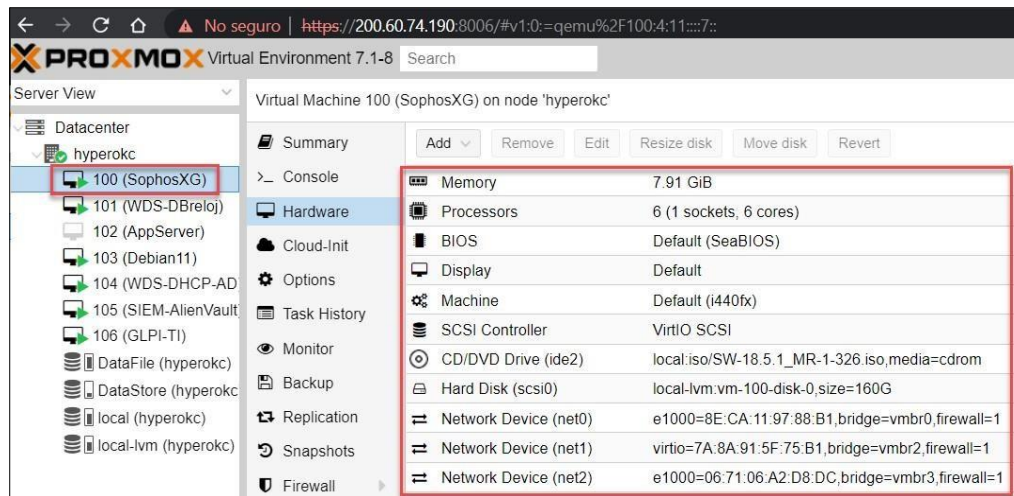 No seguro | https://200.60.74.190:8006/#v1:0:=qemu%2F100:4:11::::7::
PROXMOX Virtual Environment 7.1-8 Search
Server View
Datacenter
hyperokc
100 (SophosXG)
101 (WDS-DBreloj)
102 (AppServer)
103 (Debian11)
104 (WDS-DHCP-AD
105 (SIEM-AlienVault
106 (GLPI-TI)
DataFile (hyperokc)
DataStore (hyperokc
local (hyperokc)
local-lvm (hyperokc)
Virtual Machine 100 (SophosXG) on node 'hyperokc'
Summary
Console
Hardware
Cloud-Init
Options
Task History
Monitor
Backup
Replication
Snapshots
Firewall
Add Remove Edit Resize disk Move disk Revert
Memory 7.91 GiB
Processors 6 (1 sockets, 6 cores)
BIOS Default (SeaBIOS)
Display Default
Machine Default (i440fx)
SCSI Controller VirtIO SCSI
CD/DVD Drive (ide2) local:iso/SW-18.5.1_MR-1-326.iso,media=cdrom
Hard Disk (scsi0) local-lvm:vm-100-disk-0,size=160G
Network Device (net0) e1000=8E:CA:11:97:88:B1,bridge=vmbr0,firewall=1
Network Device (net1) virtio=7A:8A:91:5F:75:B1,bridge=vmbr2,firewall=1
Network Device (net2) e1000=06:71:06:A2:D8:DC,bridge=vmbr3,firewall=1